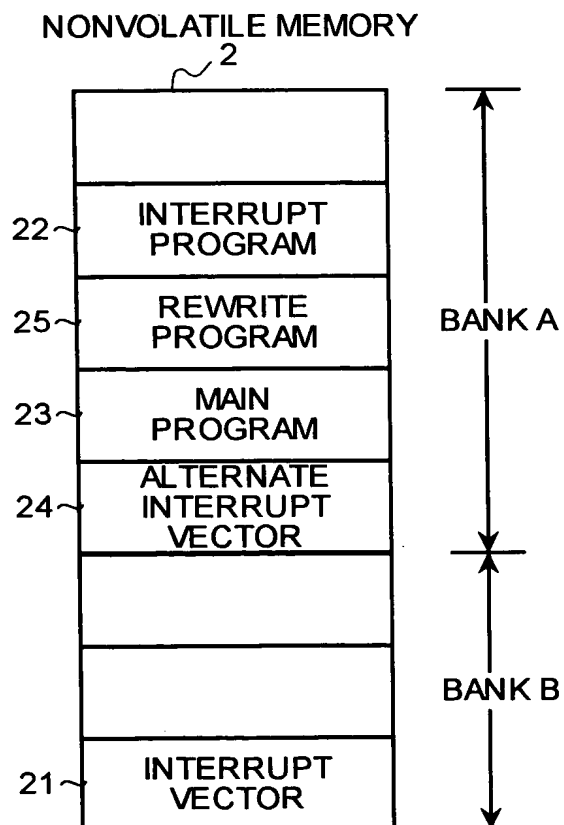 NONVOLATILE MEMORY
2
22
INTERRUPT
PROGRAM
25
REWRITE
PROGRAM
BANK A
23
MAIN
PROGRAM
24
ALTERNATE
INTERRUPT
VECTOR
BANK B
21
INTERRUPT
VECTOR